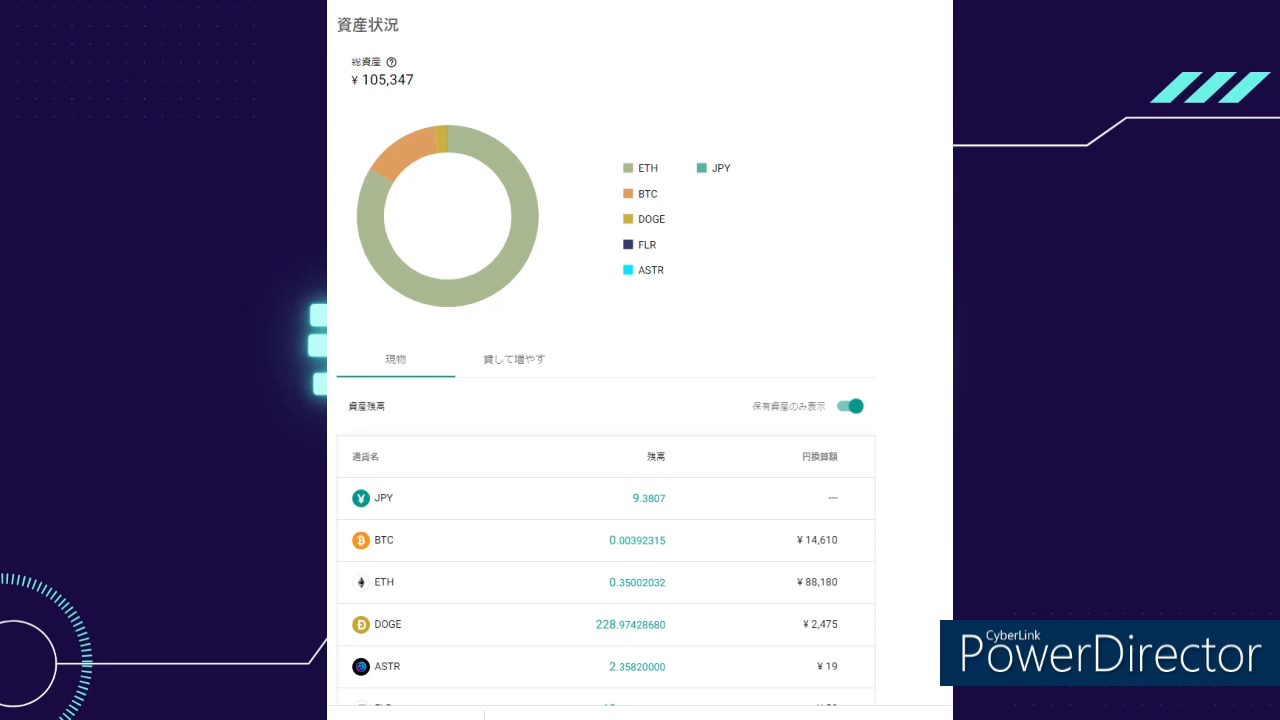 資産状況
総資産
¥ 105,347
ETH
JPY
BTC
DOGE
FLR
ASTR
現物
貸して増やす
資産残高
保有資産のみ表示
通貨名 残高 円換算額
JPY 9.3807 ---
BTC 0.00392315 ¥ 14,610
ETH 0.35002032 ¥ 88,180
DOGE 228.97428680 ¥ 2,475
ASTR 2.35820000 ¥ 19
CyberLink
PowerDirector